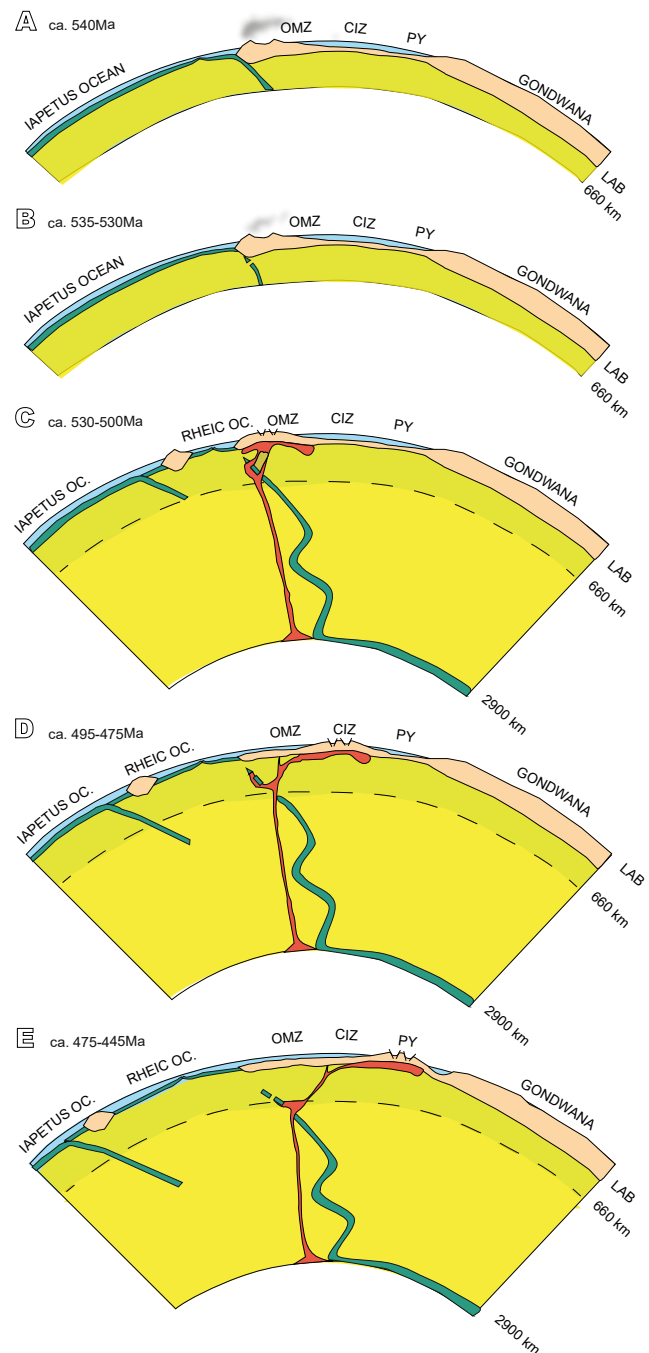 A ca. 540Ma
OMZ CIZ PY
IAPETUS OCEAN
GONDWANA
LAB
660 km
B ca. 535-530Ma
OMZ CIZ PY
IAPETUS OCEAN
GONDWANA
LAB
660 km
C ca. 530-500Ma
RHEIC OC. OMZ CIZ PY
IAPETUS OC.
GONDWANA
LAB
660 km
2900 km
D ca. 495-475Ma
OMZ CIZ PY
RHEIC OC.
IAPETUS OC.
GONDWANA
LAB
660 km
2900 km
E ca. 475-445Ma
OMZ CIZ PY
RHEIC OC.
IAPETUS OC.
GONDWANA
LAB
660 km
2900 km